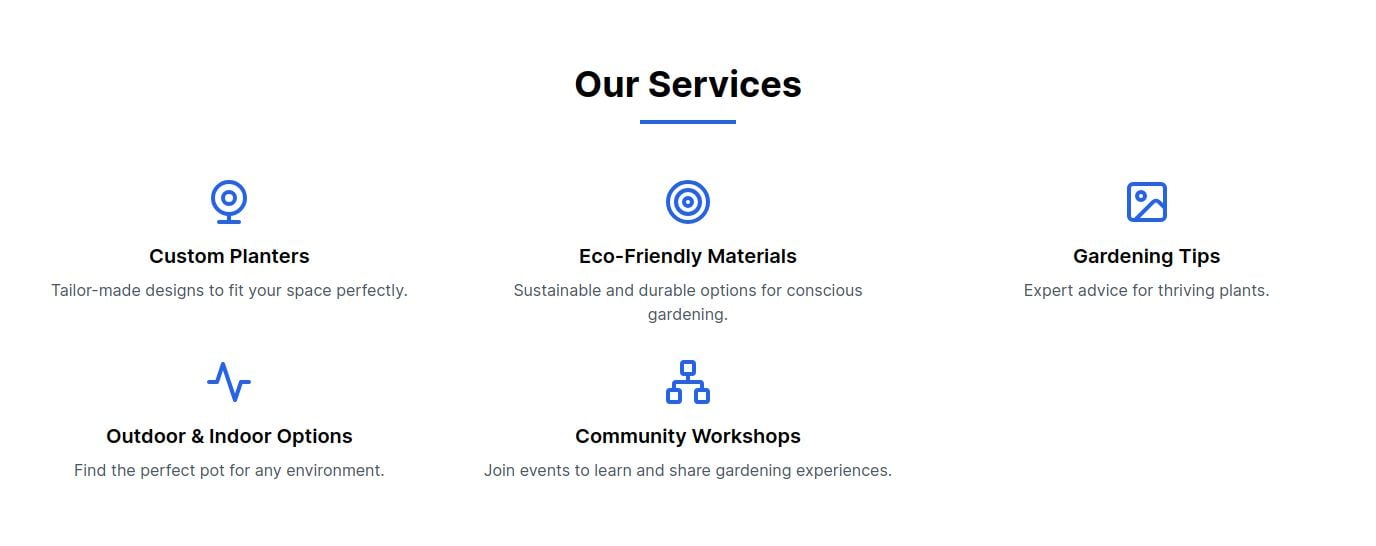 Our Services
Custom Planters
Tailor-made designs to fit your space perfectly.
Eco-Friendly Materials
Sustainable and durable options for conscious
gardening.
Gardening Tips
Expert advice for thriving plants.
Outdoor & Indoor Options
Find the perfect pot for any environment.
Community Workshops
Join events to learn and share gardening experiences.